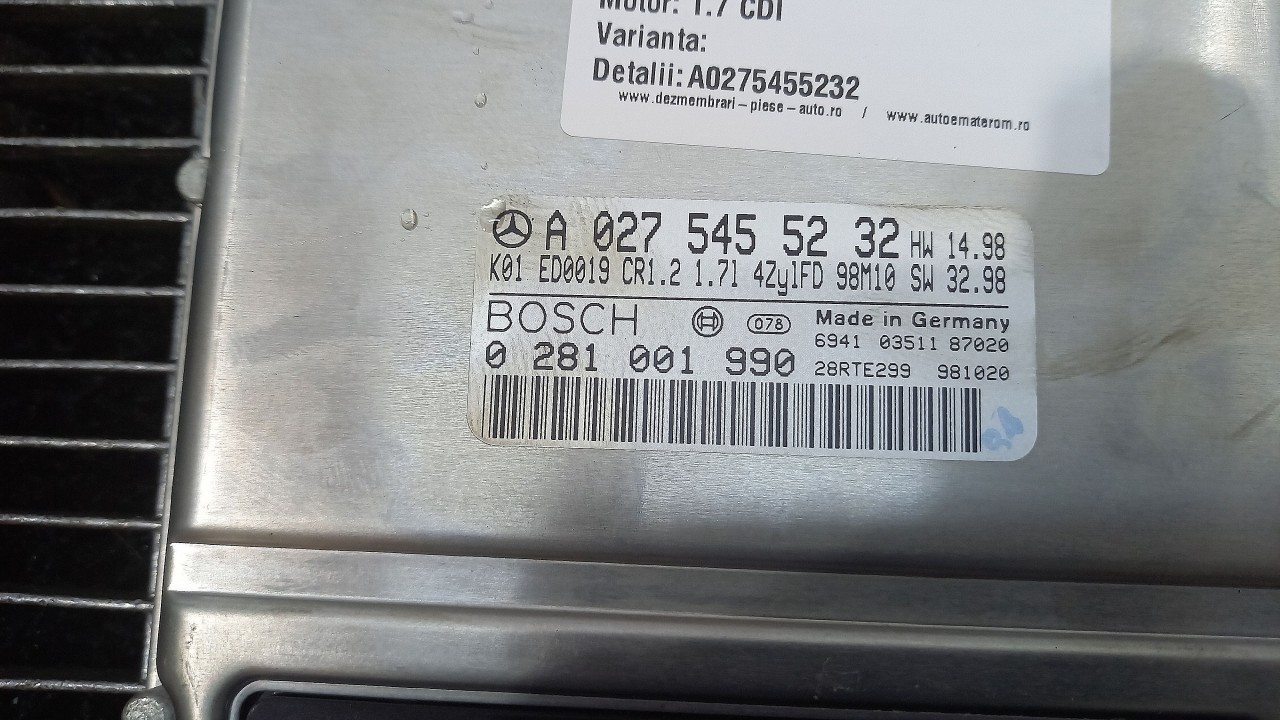 Motor: 1.7 CDI
Varianta:
Detalii: A0275455232
www.dezmembrari-piese-auto.ro / www.autoematerom.ro
A 027 545 52 32 HW 14.98
K01 ED0019 CR1.2 1.7l 4ZylFD 98M10 SW 32.98
BOSCH 078 Made in Germany
6941 03511 87020
0 281 001 990 28RTE299 981020